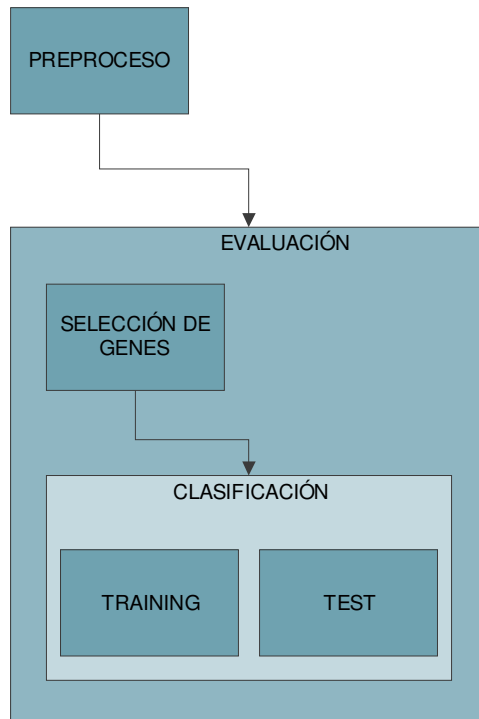 PREPROCESO
EVALUACIÓN
SELECCIÓN DE
GENES
CLASIFICACIÓN
TRAINING
TEST